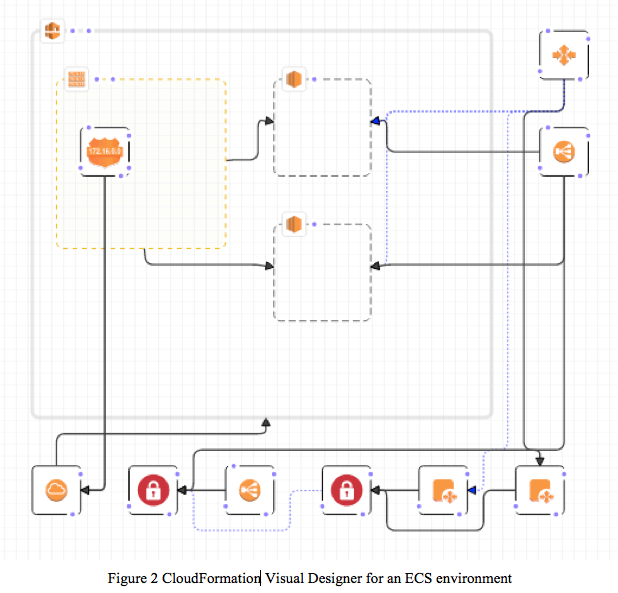 172.16.0.0
Figure 2 CloudFormation Visual Designer for an ECS environment